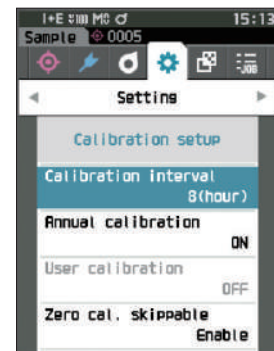 I+E M0 15:13
Sample 0005
Setting
Calibration setup
Calibration interval
8(hour)
Annual calibration
ON
User calibration
OFF
Zero cal. skippable
Enable